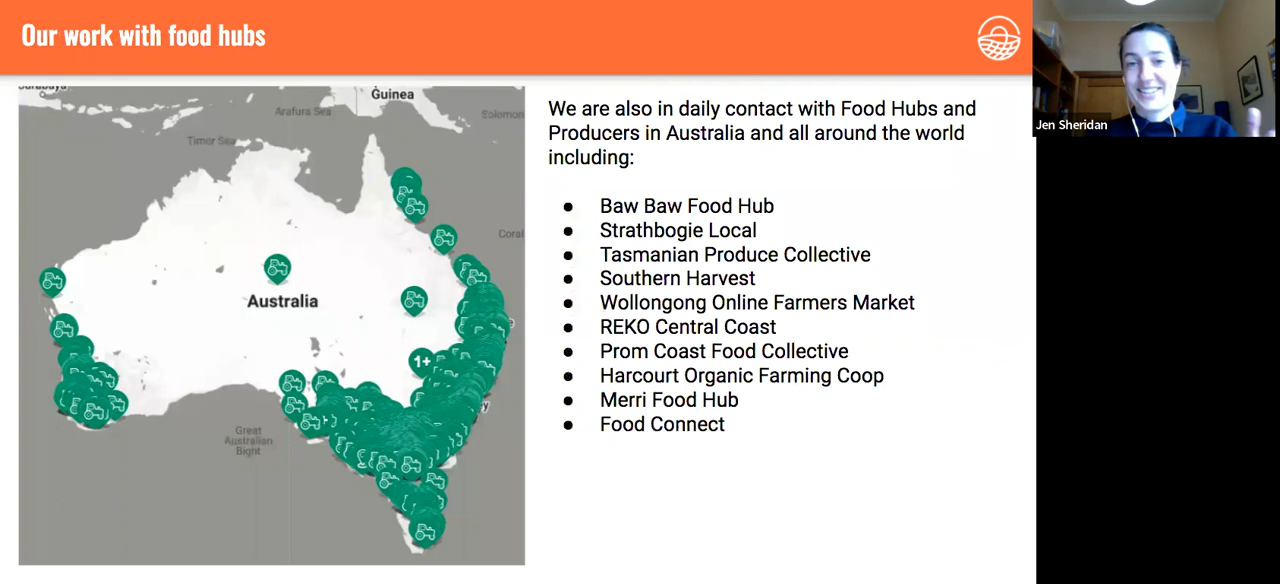 Our work with food hubs
Guinea
Arafura Sea
Solomon
Timor Sea
Coral
Australia
1+
Great
Australian
Bight
We are also in daily contact with Food Hubs and
Producers in Australia and all around the world
including:
● Baw Baw Food Hub
● Strathbogie Local
● Tasmanian Produce Collective
● Southern Harvest
● Wollongong Online Farmers Market
● REKO Central Coast
● Prom Coast Food Collective
● Harcourt Organic Farming Coop
● Merri Food Hub
● Food Connect
Jen Sheridan